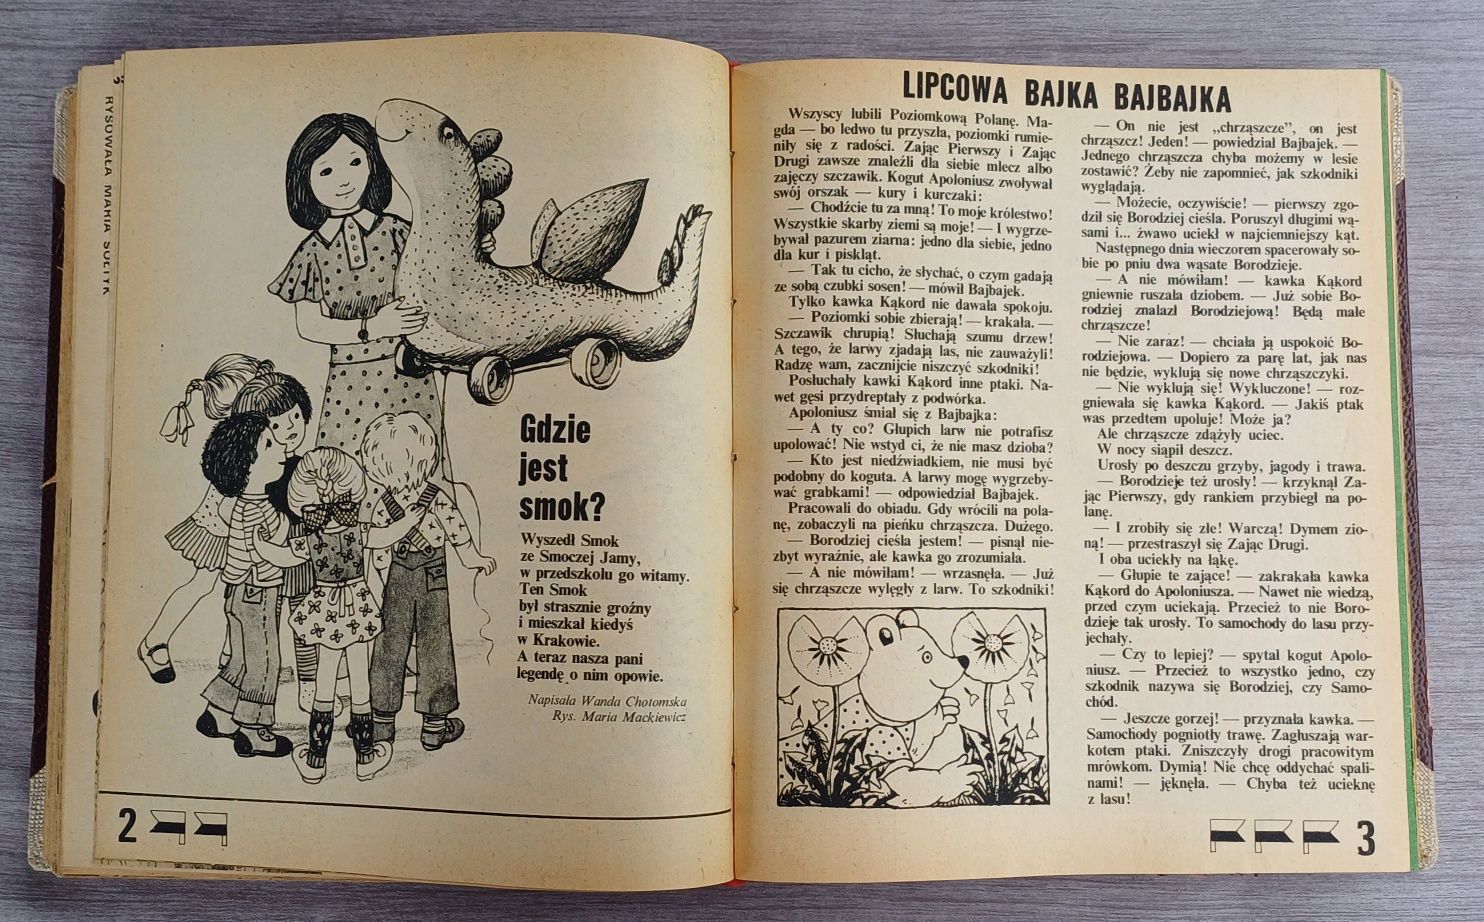 RYSOWAŁA MARIA SOŁTYK
Gdzie
jest
smok?
Wyszedł Smok
ze Smoczej Jamy,
w przedszkolu go witamy.
Ten Smok
był strasznie groźny
i mieszkał kiedyś
w Krakowie.
A teraz nasza pani
legendę o nim opowie.
Napisała Wanda Chotomska
Rys. Maria Mackiewicz
2
LIPCOWA BAJKA BAJBAJKA
Wszyscy lubili Poziomkową Polanę. Ma-
gda — bo ledwo tu przyszła, poziomki rumie-
niły się z radości. Zając Pierwszy i Zając
Drugi zawsze znaleźli dla siebie mlecz albo
zajęczy szczawik. Kogut Apoloniusz zwoływał
swój orszak — kury i kurczaki:
— Chodźcie tu za mną! To moje królestwo!
Wszystkie skarby ziemi są moje! — I wygrze-
bywał pazurem ziarna: jedno dla siebie, jedno
dla kur i piskląt.
— Tak tu cicho, że słychać, o czym gadają
ze sobą czubki sosen! — mówił Bajbajek.
Tylko kawka Kąkord nie dawała spokoju.
— Poziomki sobie zbierają! — krakała. —
Szczawik chrupią! Słuchają szumu drzew!
A tego, że larwy zjadają las, nie zauważyli!
Radzę wam, zacznijcie niszczyć szkodniki!
Posłuchały kawki Kąkord inne ptaki. Na-
wet gęsi przydreptały z podwórka.
Apoloniusz śmiał się z Bajbajka:
— A ty co? Głupich larw nie potrafisz
upolować! Nie wstyd ci, że nie masz dzioba?
— Kto jest niedźwiadkiem, nie musi być
podobny do koguta. A larwy mogę wygrzeby-
wać grabkami! — odpowiedział Bajbajek.
Pracowali do obiadu. Gdy wrócili na pola-
nę, zobaczyli na pieńku chrząszcza. Dużego.
— Borodziej cieśla jestem! — pisnął nie-
zbyt wyraźnie, ale kawka go zrozumiała.
— A nie mówiłam! — wrzasnęła. — Już
się chrząszcze wylęgły z larw. To szkodniki!
— On nie jest „chrząszcze”, on jest
chrząszcz! Jeden! — powiedział Bajbajek. —
Jednego chrząszcza chyba możemy w lesie
zostawić? Żeby nie zapomnieć, jak szkodniki
wyglądają.
— Możecie, oczywiście! — pierwszy zgo-
dził się Borodziej cieśla. Poruszył długimi wą-
sami i... żwawo uciekł w najciemniejszy kąt.
Następnego dnia wieczorem spacerowały so-
bie po pniu dwa wąsate Borodzieje.
— A nie mówiłam! — kawka Kąkord
gniewnie ruszała dziobem. — Już sobie Bo-
rodziej znalazł Borodziejową! Będą małe
chrząszcze!
— Nie zaraz! — chciała ją uspokoić Bo-
rodziejowa. — Dopiero za parę lat, jak nas
nie będzie, wyklują się nowe chrząszczyki.
— Nie wyklują się! Wykluczone! — roz-
gniewała się kawka Kąkord. — Jakiś ptak
was przedtem upoluje! Może ja?
Ale chrząszcze zdążyły uciec.
W nocy siąpił deszcz.
Urosły po deszczu grzyby, jagody i trawa.
— Borodzieje też urosły! — krzyknął Za-
jąc Pierwszy, gdy rankiem przybiegł na po-
lanę.
— I zrobiły się złe! Warczą! Dymem zio-
ną! — przestraszył się Zając Drugi.
I oba uciekły na łąkę.
— Głupie te zające! — zakrakała kawka
Kąkord do Apoloniusza. — Nawet nie wiedzą,
przed czym uciekają. Przecież to nie Boro-
dzieje tak urosły. To samochody do lasu przy-
jechały.
— Czy to lepiej? — spytał kogut Apolo-
niusz. — Przecież to wszystko jedno, czy
szkodnik nazywa się Borodziej, czy Samo-
chód.
— Jeszcze gorzej! — przyznała kawka. —
Samochody pogniotły trawę. Zagłuszają war-
kotem ptaki. Zniszczyły drogi pracowitym
mrówkom. Dymią! Nie chcę oddychać spali-
nami! — jęknęła. — Chyba też ucieknę
z lasu!
3